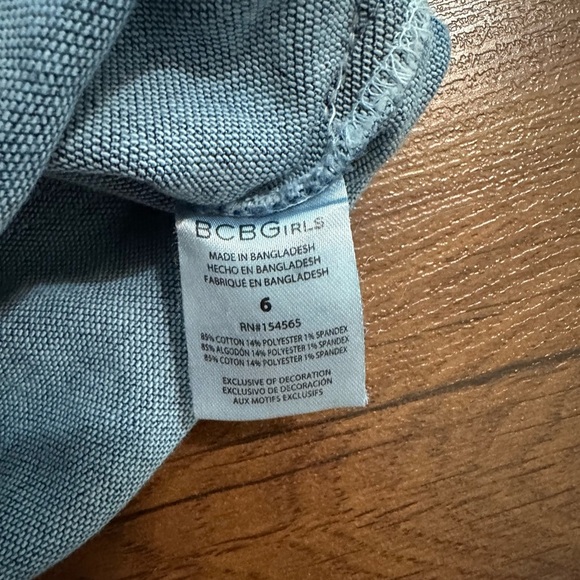 BCBGIRLS
MADE IN BANGLADESH
HECHO EN BANGLADESH
FABRIQUÉ EN BANGLADESH
6
RN#154565
85% COTTON 14% POLYESTER 1% SPANDEX
85% ALGODÓN 14% POLYESTER 1% SPANDEX
85% COTON 14% POLYESTER 1% SPANDEX
EXCLUSIVE OF DECORATION
EXCLUSIVO DE DECORACIÓN
AUX MOTIFS EXCLUSIFS